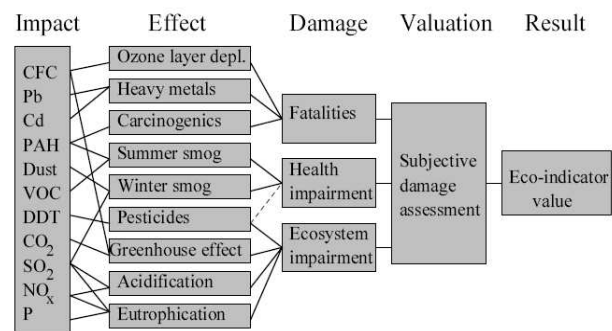 Impact
Effect
Damage
Valuation
Result
CFC
Pb
Cd
PAH
Dust
VOC
DDT
CO2
SO2
NOx
P
Ozone layer depl.
Heavy metals
Carcinogenics
Summer smog
Winter smog
Pesticides
Greenhouse effect
Acidification
Eutrophication
Fatalities
Health
impairment
Ecosystem
impairment
Subjective
damage
assessment
Eco-indicator
value